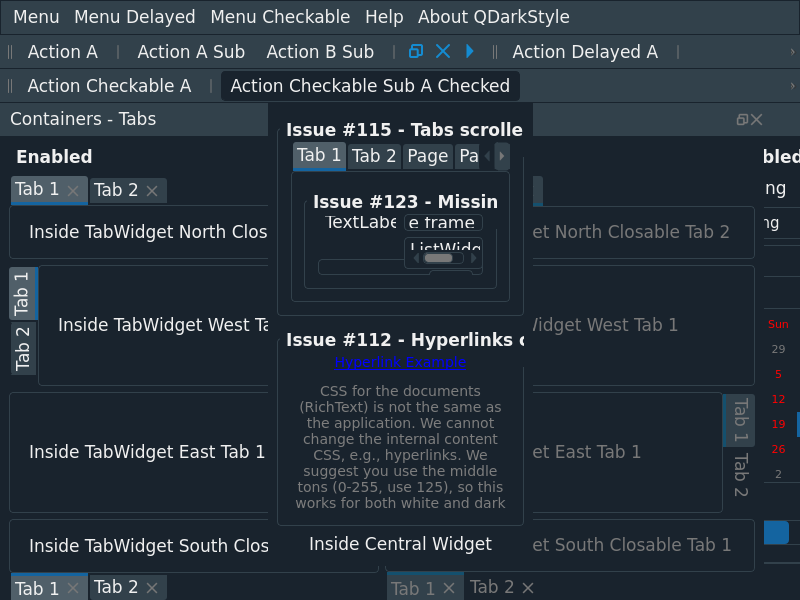 Menu Menu Delayed Menu Checkable Help About QDarkStyle
Action A Action A Sub Action B Sub Action Delayed A
Action Checkable A Action Checkable Sub A Checked
Containers - Tabs
Enabled
Tab 1 Tab 2
Inside TabWidget North Clos
Tab 1
Tab 2
Inside TabWidget West Ta
Inside TabWidget East Tab 1
Inside TabWidget South Clos
Tab 1 Tab 2
Issue #115 - Tabs scrolle
Tab 1 Tab 2 Page Pa
Issue #123 - Missin
TextLabe e frame
ListWidg
Issue #112 - Hyperlinks c
Hyperlink Example
CSS for the documents
(RichText) is not the same as
the application. We cannot
change the internal content
CSS, e.g., hyperlinks. We
suggest you use the middle
tons (0-255, use 125), so this
works for both white and dark
Inside Central Widget
et North Closable Tab 2
Widget West Tab 1
et East Tab 1
Tab 1
Tab 2
et South Closable Tab 1
Tab 1 Tab 2
bled
ng
ng
Sun
29
5
12
19
26
2